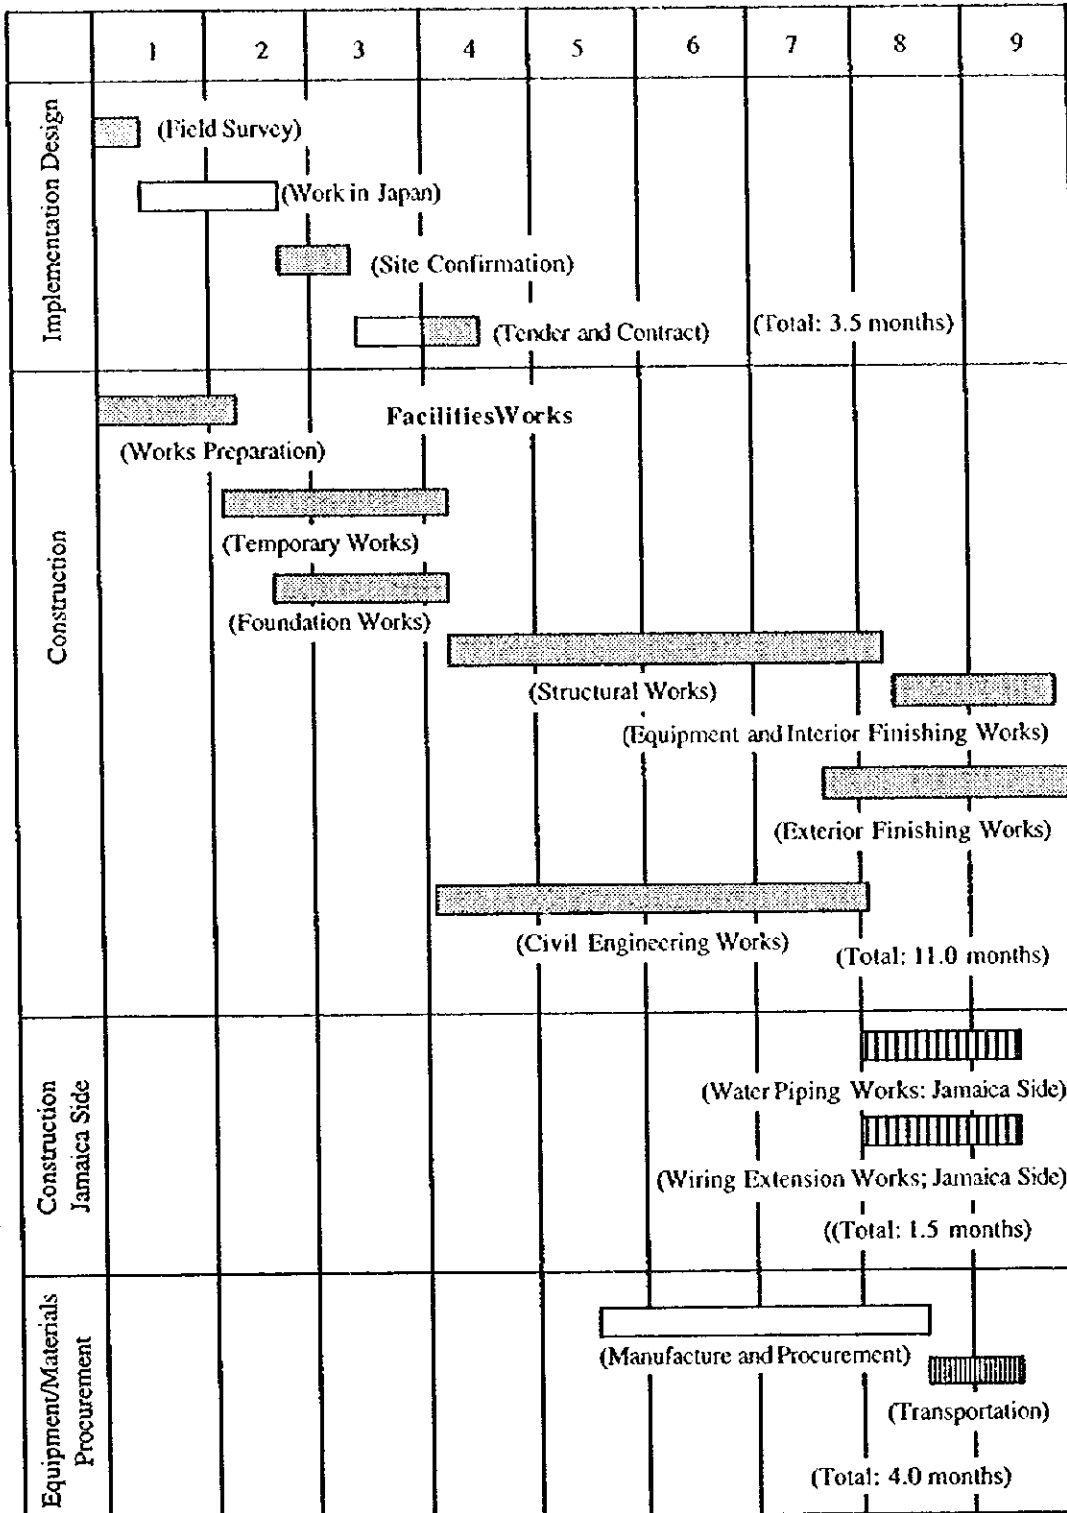 1 2 3 4 5 6 7 8 9
Implementation Design
(Field Survey)
(Work in Japan)
(Site Confirmation)
(Tender and Contract)
(Total: 3.5 months)
Construction
FacilitiesWorks
(Works Preparation)
(Temporary Works)
(Foundation Works)
(Structural Works)
(Equipment and Interior Finishing Works)
(Exterior Finishing Works)
(Civil Engineering Works)
(Total: 11.0 months)
Construction
Jamaica Side
(Water Piping Works: Jamaica Side)
(Wiring Extension Works; Jamaica Side)
((Total: 1.5 months)
Equipment/Materials
Procurement
(Manufacture and Procurement)
(Transportation)
(Total: 4.0 months)